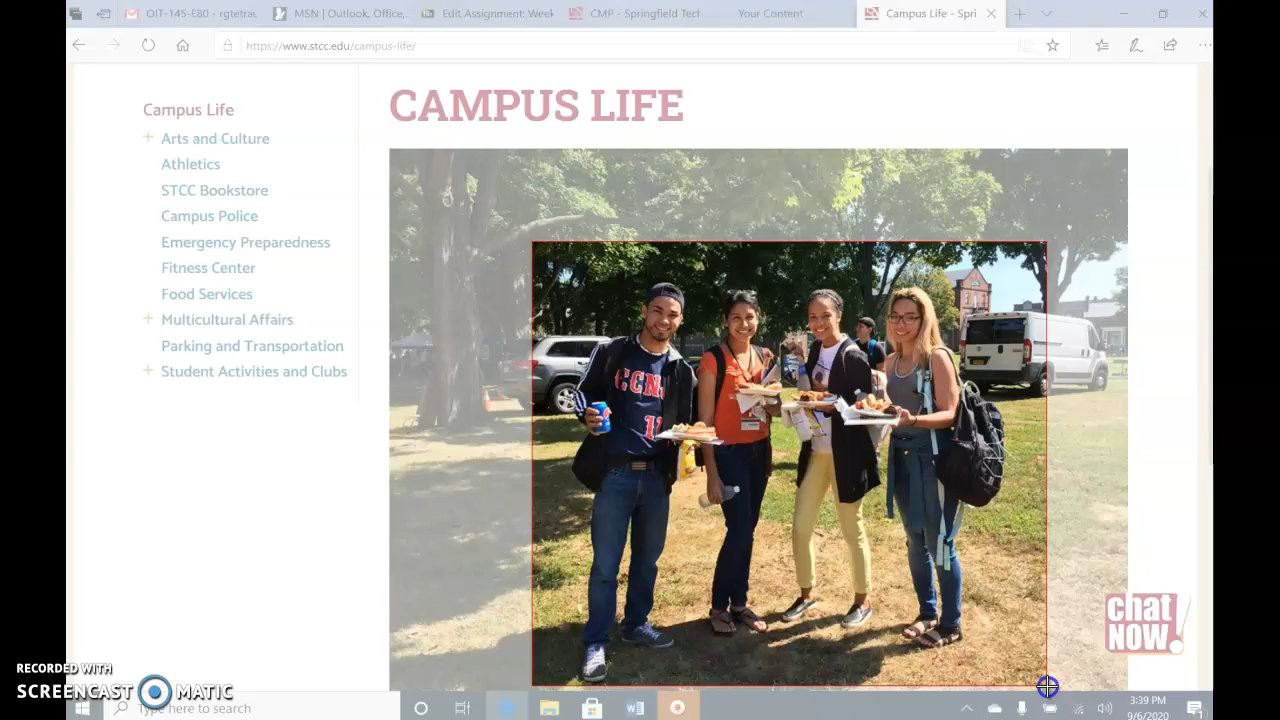 OIT-145-E80 - rgtetrau
MSN | Outlook, Office,
Edit Assignment: Week
CMP - Springfield Tech
Your Content
Campus Life - Spri
https://www.stcc.edu/campus-life/
Campus Life
Arts and Culture
Athletics
STCC Bookstore
Campus Police
Emergency Preparedness
Fitness Center
Food Services
Multicultural Affairs
Parking and Transportation
Student Activities and Clubs
CAMPUS LIFE
chat
NOW!
RECORDED WITH
SCREENCAST MATIC
Type here to search
3:39 PM
9/6/2020